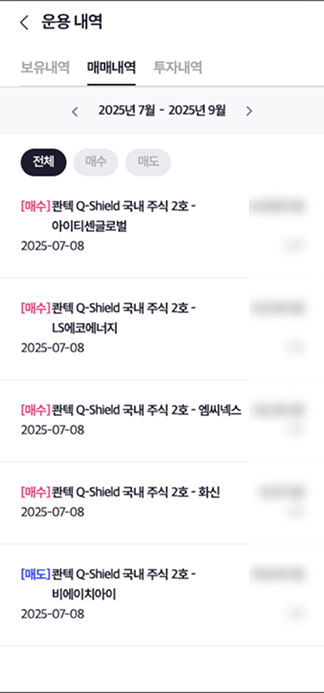 운용 내역
보유내역 매매내역 투자내역
2025년 7월 - 2025년 9월
전체 매수 매도
[매수] 콴텍 Q-Shield 국내 주식 2호 -
아이티센글로벌
2025-07-08
[매수] 콴텍 Q-Shield 국내 주식 2호 -
LS에코에너지
2025-07-08
[매수] 콴텍 Q-Shield 국내 주식 2호 - 엠씨넥스
2025-07-08
[매수] 콴텍 Q-Shield 국내 주식 2호 - 화신
2025-07-08
[매도] 콴텍 Q-Shield 국내 주식 2호 -
비에이치아이
2025-07-08